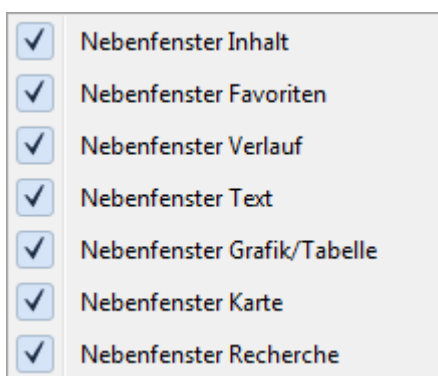 Nebenfenster Inhalt
Nebenfenster Favoriten
Nebenfenster Verlauf
Nebenfenster Text
Nebenfenster Grafik/Tabelle
Nebenfenster Karte
Nebenfenster Recherche